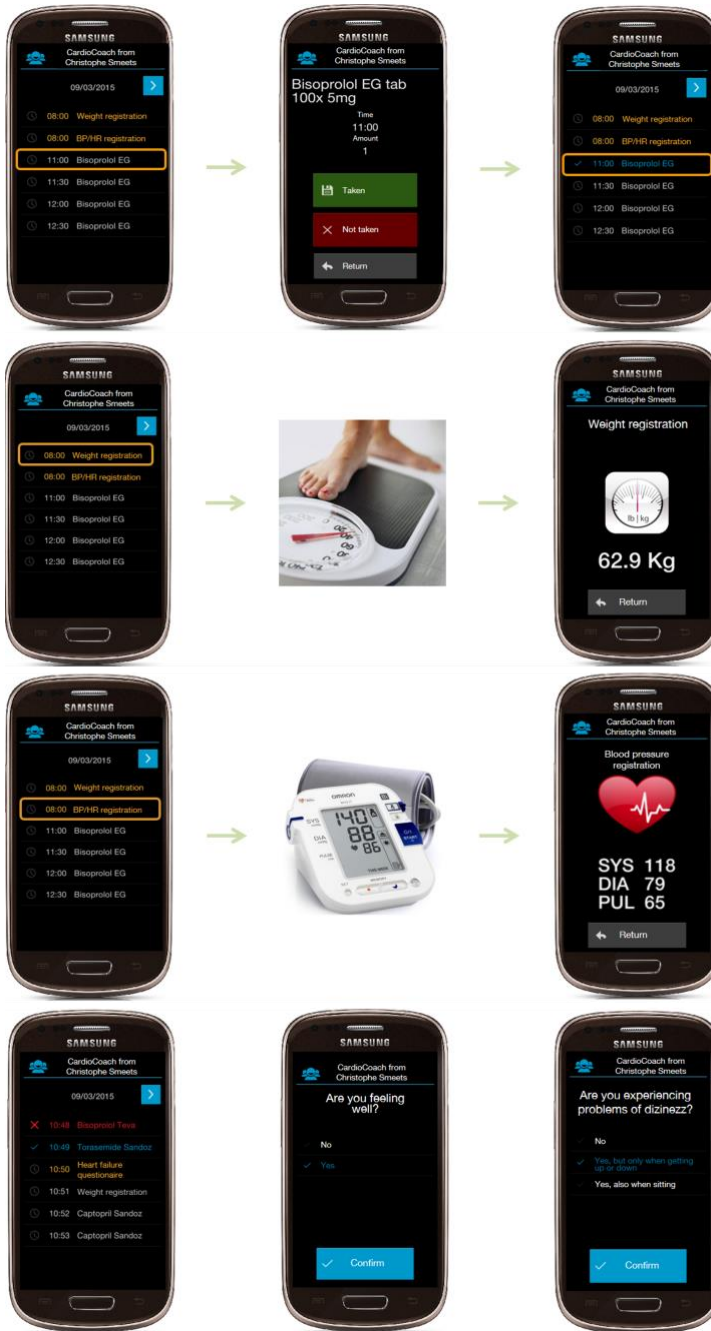 SAMSUNG
CardioCoach from
Christophe Smeets
09/03/2015
08:00 Weight registration
08:00 BP/HR registration
11:00 Bisoprolol EG
11:30 Bisoprolol EG
12:00 Bisoprolol EG
12:30 Bisoprolol EG
SAMSUNG
CardioCoach from
Christophe Smeets
Bisoprolol EG tab
100x 5mg
Time
11:00
Amount
1
Taken
Not taken
Return
SAMSUNG
CardioCoach from
Christophe Smeets
09/03/2015
08:00 Weight registration
08:00 BP/HR registration
11:00 Bisoprolol EG
11:30 Bisoprolol EG
12:00 Bisoprolol EG
12:30 Bisoprolol EG
SAMSUNG
CardioCoach from
Christophe Smeets
09/03/2015
08:00 Weight registration
08:00 BP/HR registration
11:00 Bisoprolol EG
11:30 Bisoprolol EG
12:00 Bisoprolol EG
12:30 Bisoprolol EG
SAMSUNG
CardioCoach from
Christophe Smeets
Weight registration
lb | kg
62.9 Kg
Return
SAMSUNG
CardioCoach from
Christophe Smeets
09/03/2015
08:00 Weight registration
08:00 BP/HR registration
11:00 Bisoprolol EG
11:30 Bisoprolol EG
12:00 Bisoprolol EG
12:30 Bisoprolol EG
OMRON
SYS 140
DIA 88
PULSE 86
SAMSUNG
CardioCoach from
Christophe Smeets
Blood pressure
registration
SYS 118
DIA 79
PUL 65
Return
SAMSUNG
CardioCoach from
Christophe Smeets
09/03/2015
10:48 Bisoprolol Teva
10:49 Torasemide Sandoz
10:50 Heart failure
questionaire
10:51 Weight registration
10:52 Captopril Sandoz
10:53 Captopril Sandoz
SAMSUNG
CardioCoach from
Christophe Smeets
Are you feeling
well?
No
Yes
Confirm
SAMSUNG
CardioCoach from
Christophe Smeets
Are you experiencing
problems of dizinezz?
No
Yes, but only when getting
up or down
Yes, also when sitting
Confirm